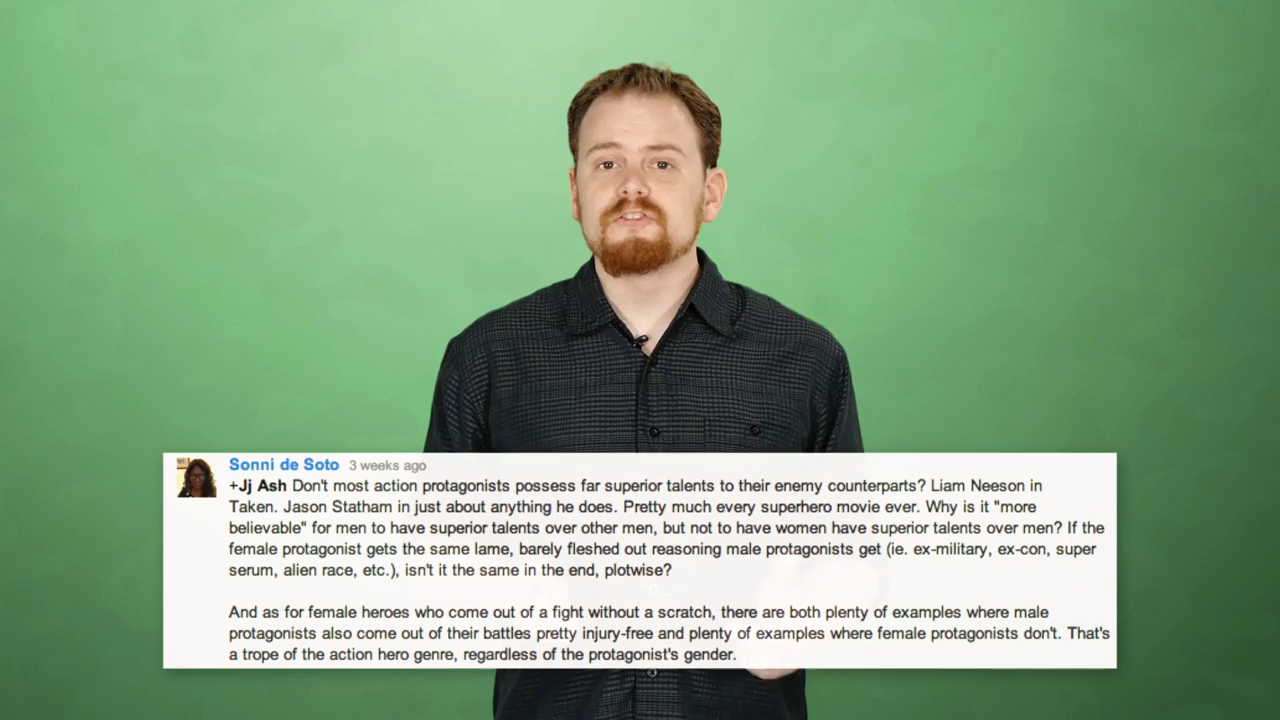 Sonni de Soto 3 weeks ago
+Jj Ash Don't most action protagonists possess far superior talents to their enemy counterparts? Liam Neeson in
Taken. Jason Statham in just about anything he does. Pretty much every superhero movie ever. Why is it "more
believable" for men to have superior talents over other men, but not to have women have superior talents over men? If the
female protagonist gets the same lame, barely fleshed out reasoning male protagonists get (ie. ex-military, ex-con, super
serum, alien race, etc.), isn't it the same in the end, plotwise?
And as for female heroes who come out of a fight without a scratch, there are both plenty of examples where male
protagonists also come out of their battles pretty injury-free and plenty of examples where female protagonists don't. That's
a trope of the action hero genre, regardless of the protagonist's gender.